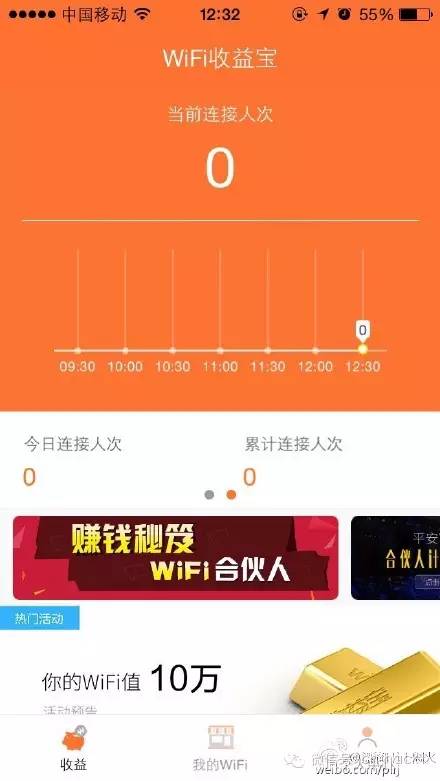 中国移动 12:32 55%
WiFi收益宝
当前连接人次
0
0
09:30 10:00 10:30 11:00 11:30 12:00 12:30
今日连接人次 累计连接人次
0 0
赚钱秘笈
WiFi合伙人
平安
合伙人计
热门活动
你的WiFi值 10万
活动预告
收益 我的WiFi
微信号
weibo.com/pij